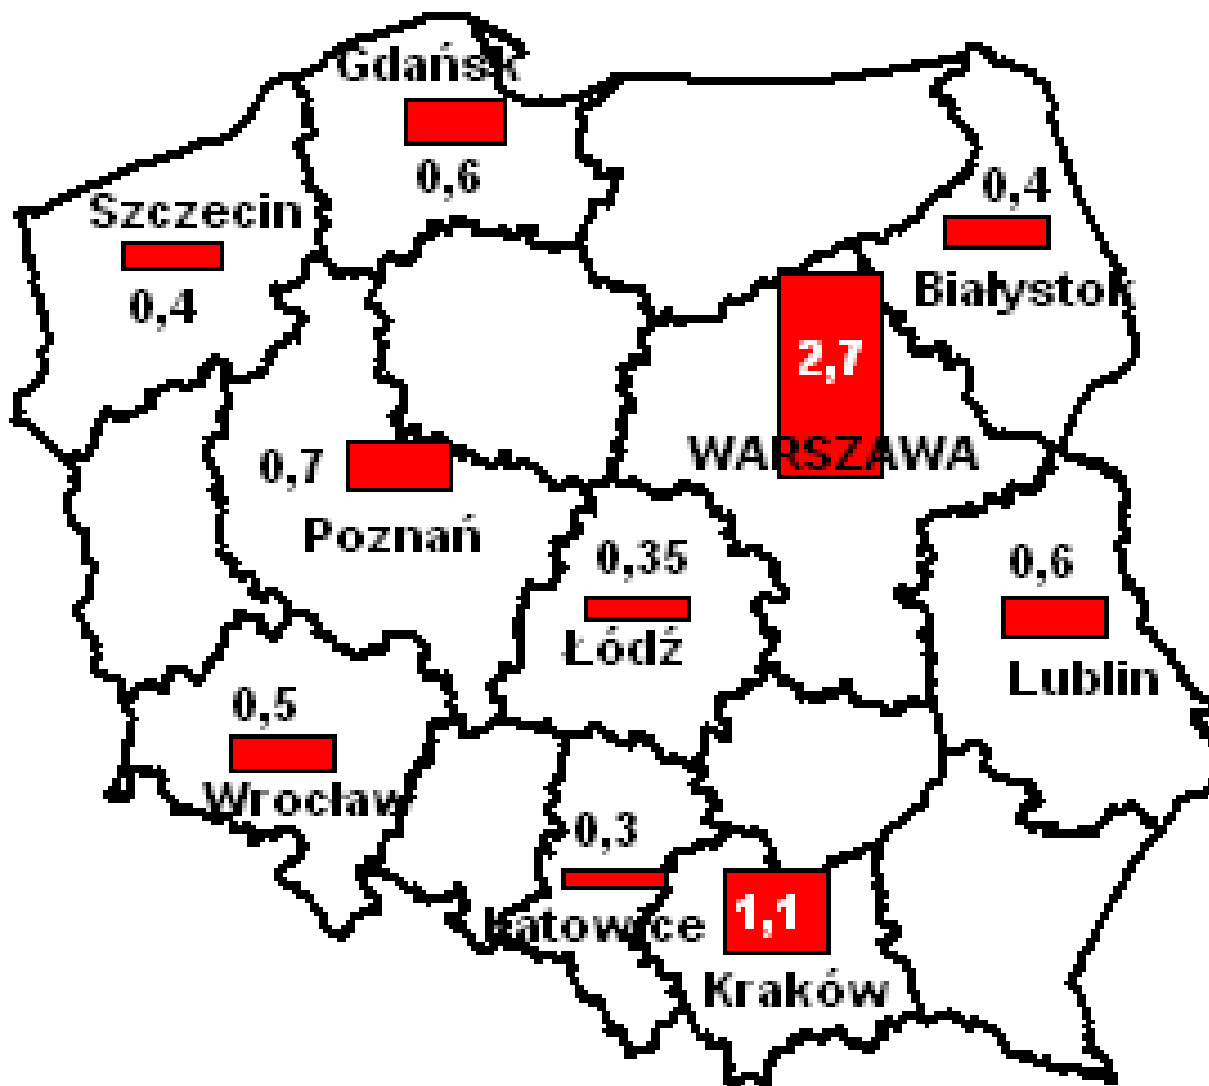 Gdańsk
0,6
0,4
Szczecin
0,4
Białystok
2,7
WARSZAWA
0,7
Poznań
0,35
Łódź
0,6
Lublin
0,5
Wrocław
0,3
Katowice
1,1
Kraków